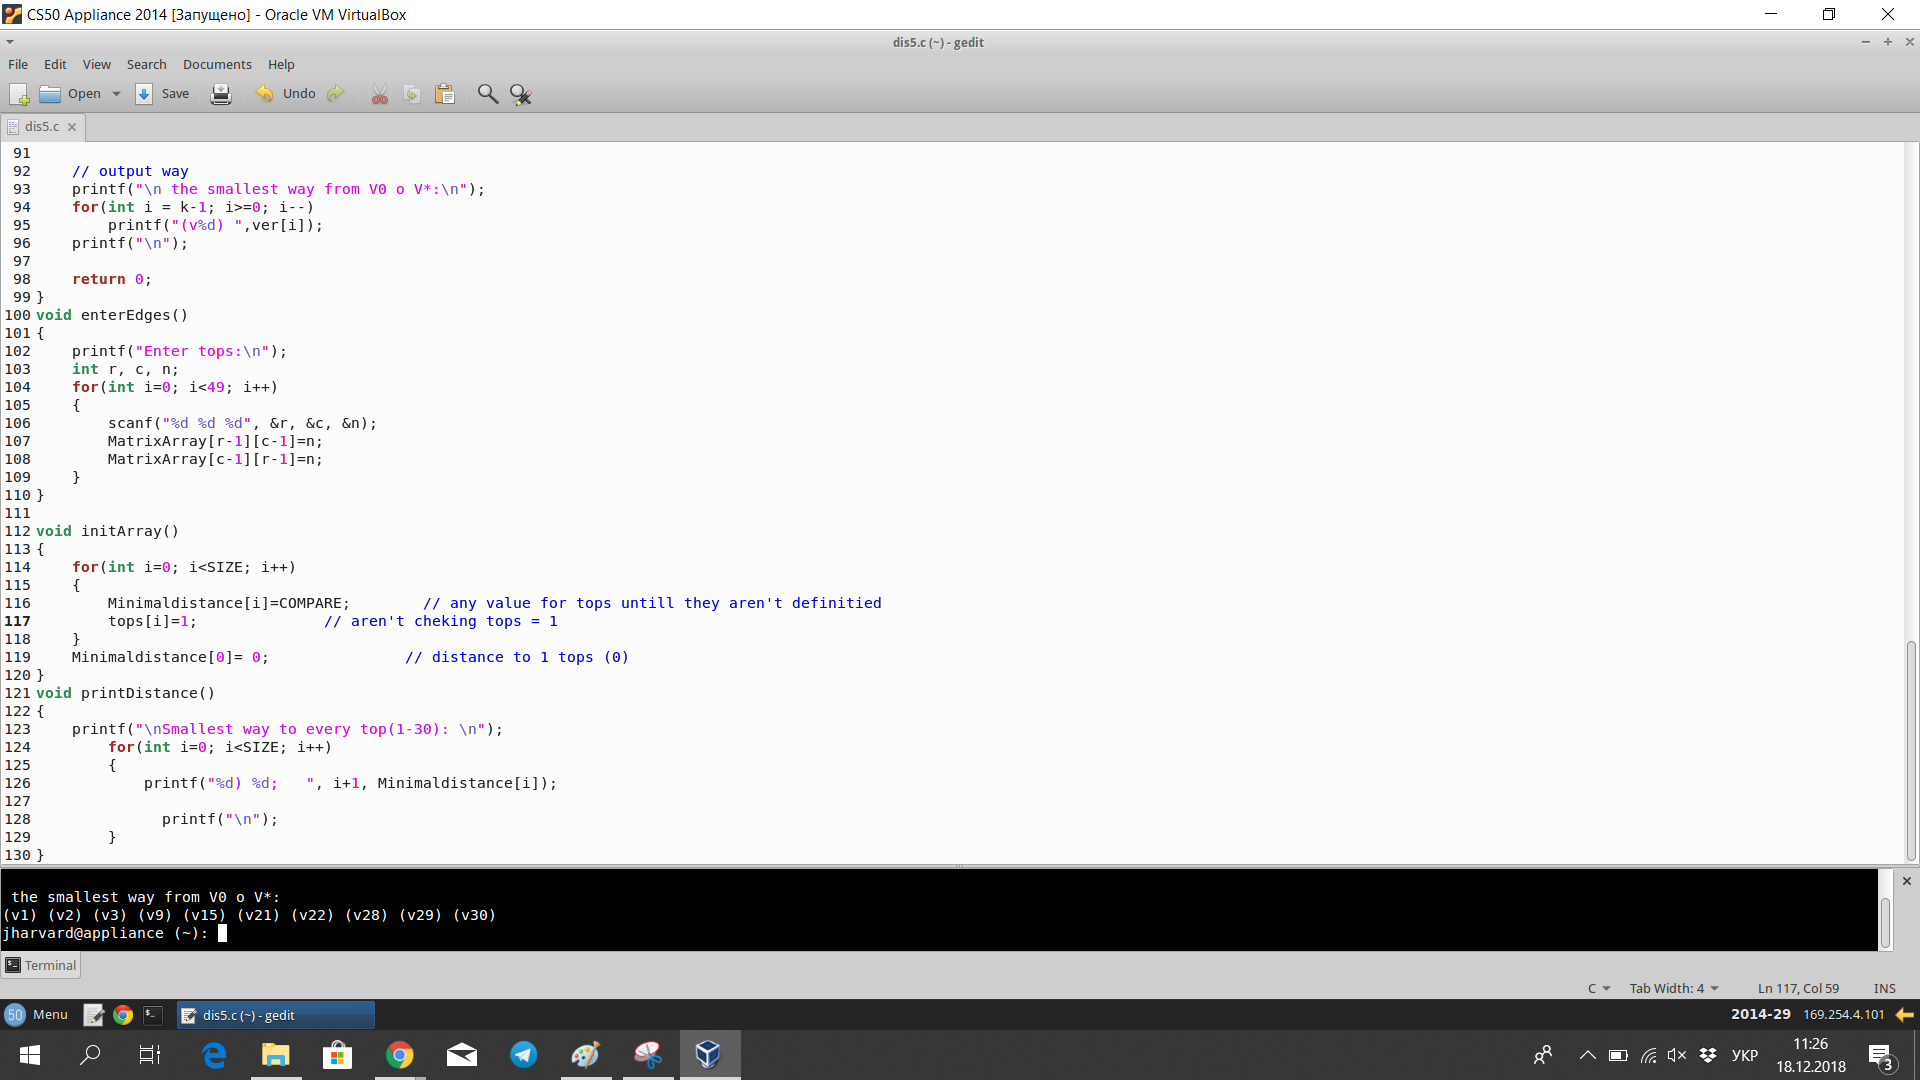 CS50 Appliance 2014 [Запущено] - Oracle VM VirtualBox
dis5.c (~) - gedit
File Edit View Search Documents Help
Open Save Undo
dis5.c
91
92     // output way
93     printf("\n the smallest way from V0 o V*:\n");
94     for(int i = k-1; i>=0; i--)
95         printf("(v%d) ",ver[i]);
96     printf("\n");
97
98     return 0;
99 }
100 void enterEdges()
101 {
102     printf("Enter tops:\n");
103     int r, c, n;
104     for(int i=0; i<49; i++)
105     {
106         scanf("%d %d %d", &r, &c, &n);
107         MatrixArray[r-1][c-1]=n;
108         MatrixArray[c-1][r-1]=n;
109     }
110 }
111
112 void initArray()
113 {
114     for(int i=0; i<SIZE; i++)
115     {
116         Minimaldistance[i]=COMPARE;        // any value for tops untill they aren't definitied
117         tops[i]=1;              // aren't cheking tops = 1
118     }
119     Minimaldistance[0]= 0;               // distance to 1 tops (0)
120 }
121 void printDistance()
122 {
123     printf("\nSmallest way to every top(1-30): \n");
124         for(int i=0; i<SIZE; i++)
125         {
126             printf("%d) %d;   ", i+1, Minimaldistance[i]);
127
128               printf("\n");
129         }
130 }
the smallest way from V0 o V*:
(v1) (v2) (v3) (v9) (v15) (v21) (v22) (v28) (v29) (v30)
jharvard@appliance (~):
Terminal
C Tab Width: 4 Ln 117, Col 59 INS
50 Menu dis5.c (~) - gedit 2014-29 169.254.4.101
УКР 11:26
18.12.2018 3